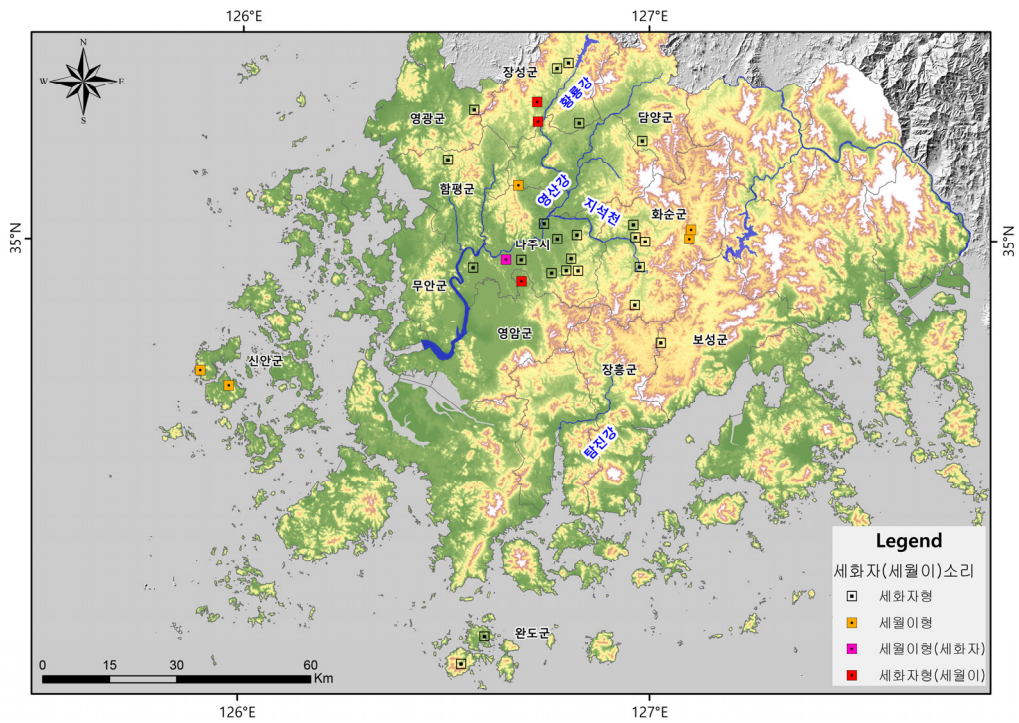 126°E
127°E
N
W
E
S
장성군
황룡강
영광군
담양군
함평군
영산강
지석천
화순군
35°N
35°N
나주시
무안군
영암군
보성군
신안군
장흥군
탐진강
Legend
세화자(세월이)소리
세화자형
세월이형
세월이형(세화자)
세화자형(세월이)
완도군
0 15 30 60
Km
126°E
127°E